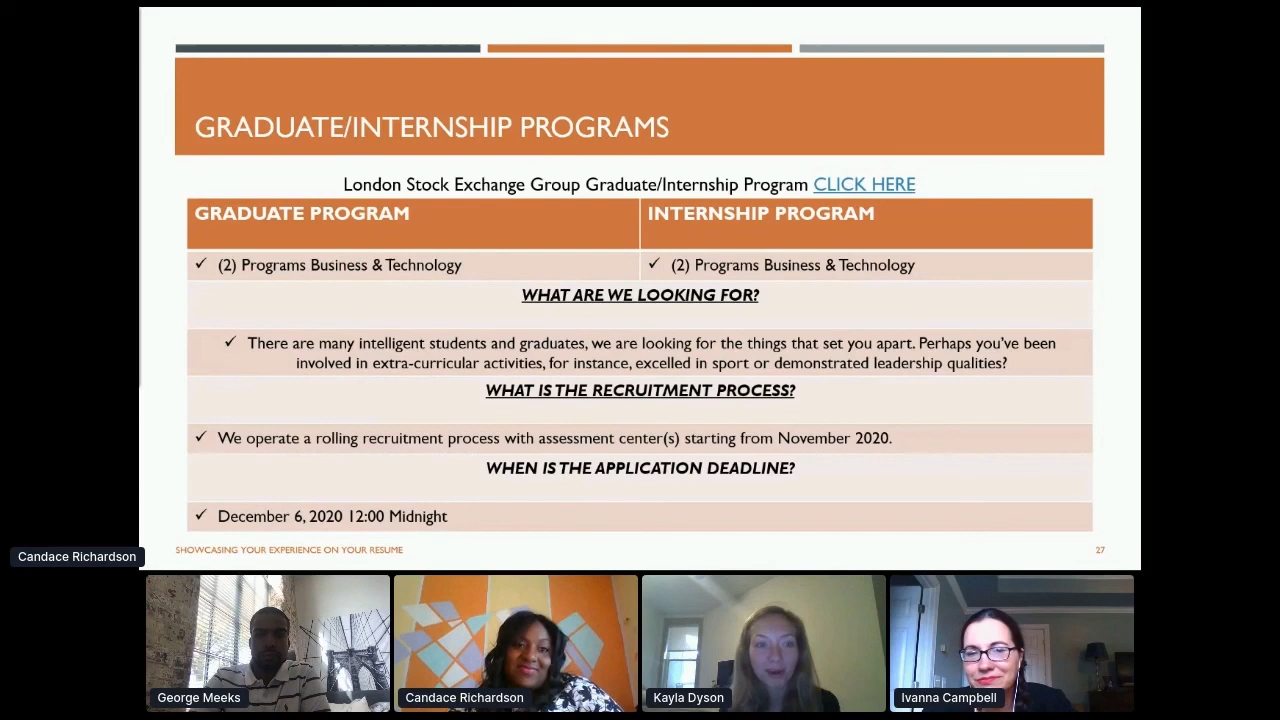 GRADUATE/INTERNSHIP PROGRAMS
London Stock Exchange Group Graduate/Internship Program CLICK HERE
GRADUATE PROGRAM
INTERNSHIP PROGRAM
✓ (2) Programs Business & Technology
✓ (2) Programs Business & Technology
WHAT ARE WE LOOKING FOR?
✓ There are many intelligent students and graduates, we are looking for the things that set you apart. Perhaps you've been
involved in extra-curricular activities, for instance, excelled in sport or demonstrated leadership qualities?
WHAT IS THE RECRUITMENT PROCESS?
✓ We operate a rolling recruitment process with assessment center(s) starting from November 2020.
WHEN IS THE APPLICATION DEADLINE?
✓ December 6, 2020 12:00 Midnight
SHOWCASING YOUR EXPERIENCE ON YOUR RESUME
27
Candace Richardson
George Meeks
Candace Richardson
Kayla Dyson
Ivanna Campbell